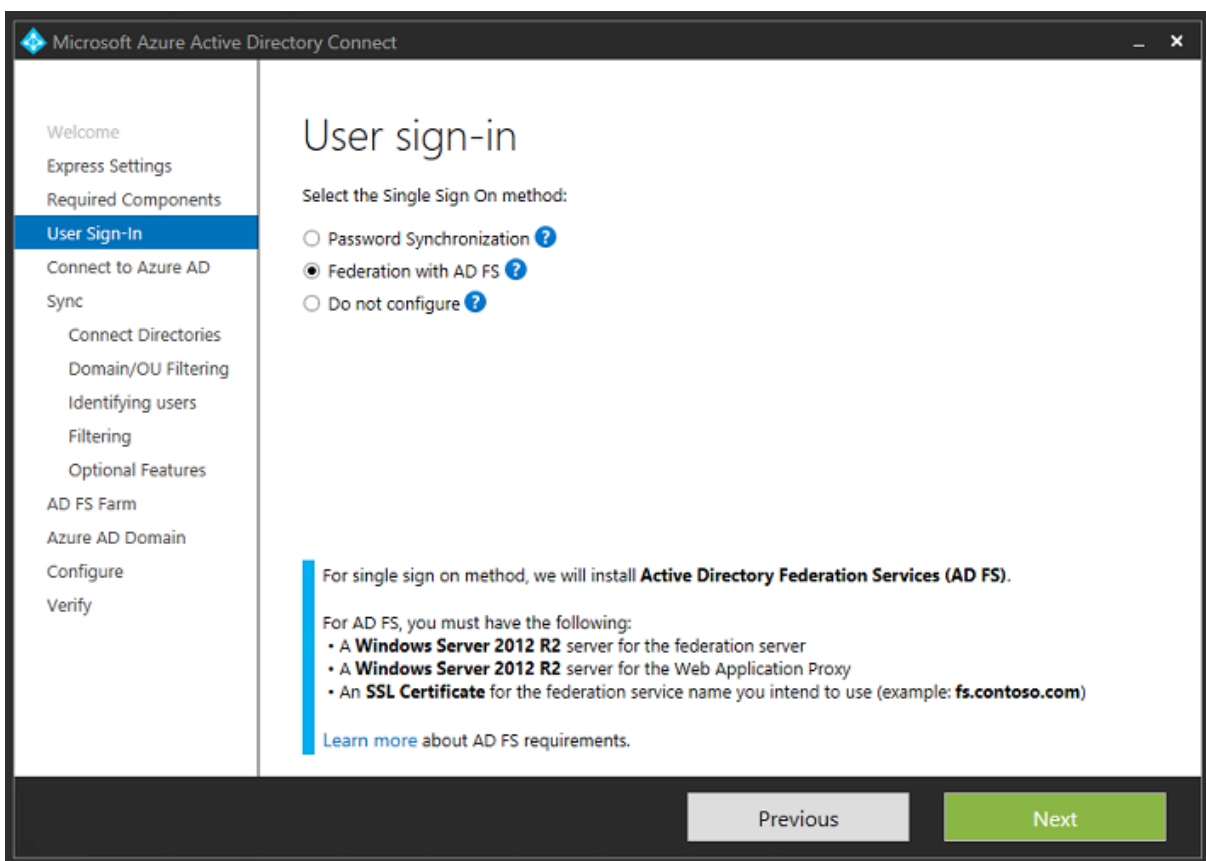 Microsoft Azure Active Directory Connect
Welcome
Express Settings
Required Components
User Sign-In
Connect to Azure AD
Sync
Connect Directories
Domain/OU Filtering
Identifying users
Filtering
Optional Features
AD FS Farm
Azure AD Domain
Configure
Verify
User sign-in
Select the Single Sign On method:
Password Synchronization ?
Federation with AD FS ?
Do not configure ?
For single sign on method, we will install Active Directory Federation Services (AD FS).
For AD FS, you must have the following:
• A Windows Server 2012 R2 server for the federation server
• A Windows Server 2012 R2 server for the Web Application Proxy
• An SSL Certificate for the federation service name you intend to use (example: fs.contoso.com)
Learn more about AD FS requirements.
Previous
Next